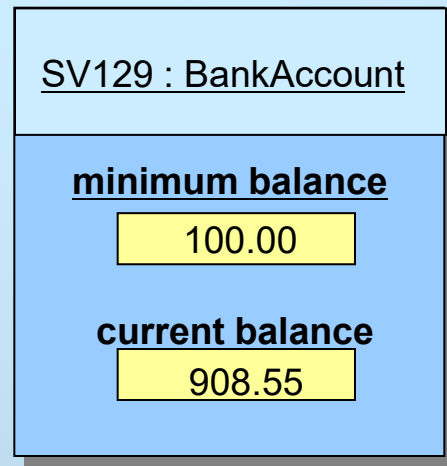 SV129 : BankAccount
minimum balance
100.00
current balance
908.55